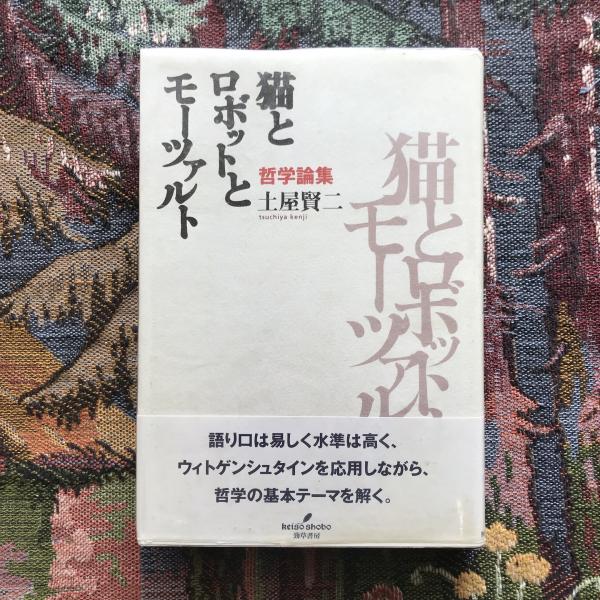 猫と
ロボットと
モーツァルト
哲学論集
土屋賢二
tsuchiya kenji
猫とロボット
モーツァル
語り口は易しく水準は高く、
ウィトゲンシュタインを応用しながら、
哲学の基本テーマを解く。
keiso shobo
勁草書房